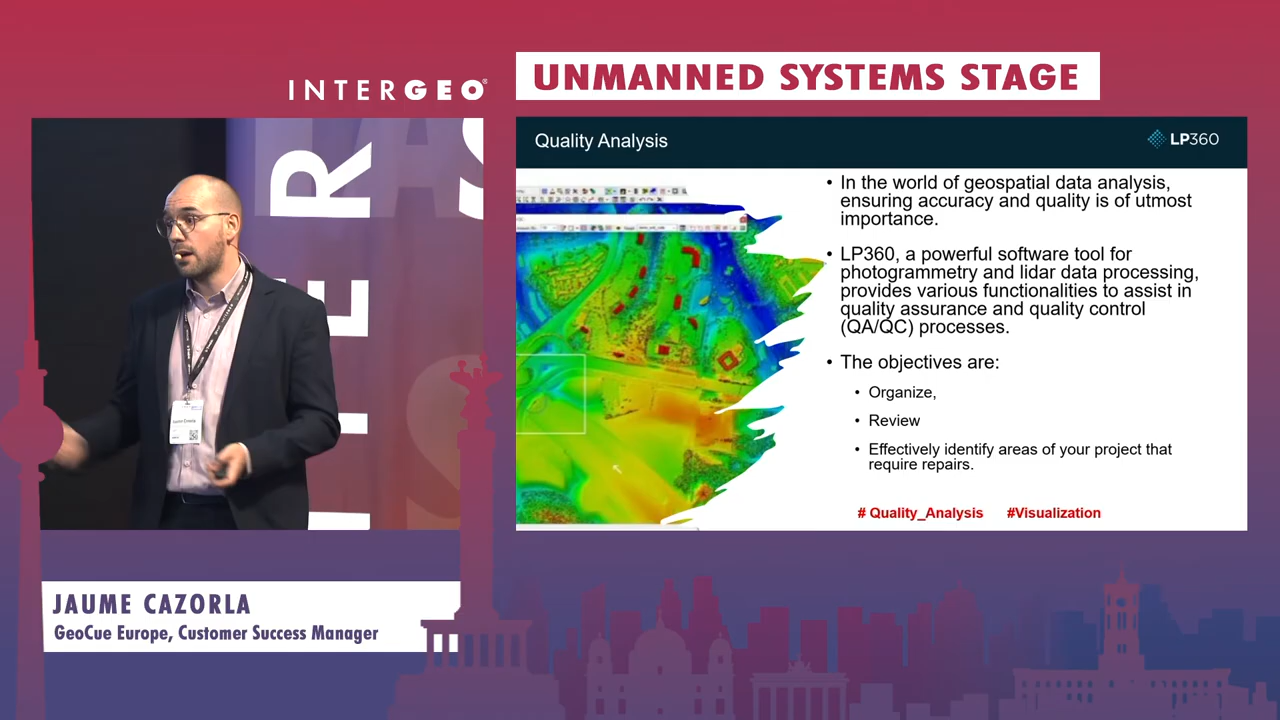 INTERGEO
UNMANNED SYSTEMS STAGE
Quality Analysis
LP360
• In the world of geospatial data analysis,
ensuring accuracy and quality is of utmost
importance.
• LP360, a powerful software tool for
photogrammetry and lidar data processing,
provides various functionalities to assist in
quality assurance and quality control
(QA/QC) processes.
• The objectives are:
• Organize,
• Review
• Effectively identify areas of your project that
require repairs.
# Quality_Analysis #Visualization
JAUME CAZORLA
GeoCue Europe, Customer Success Manager